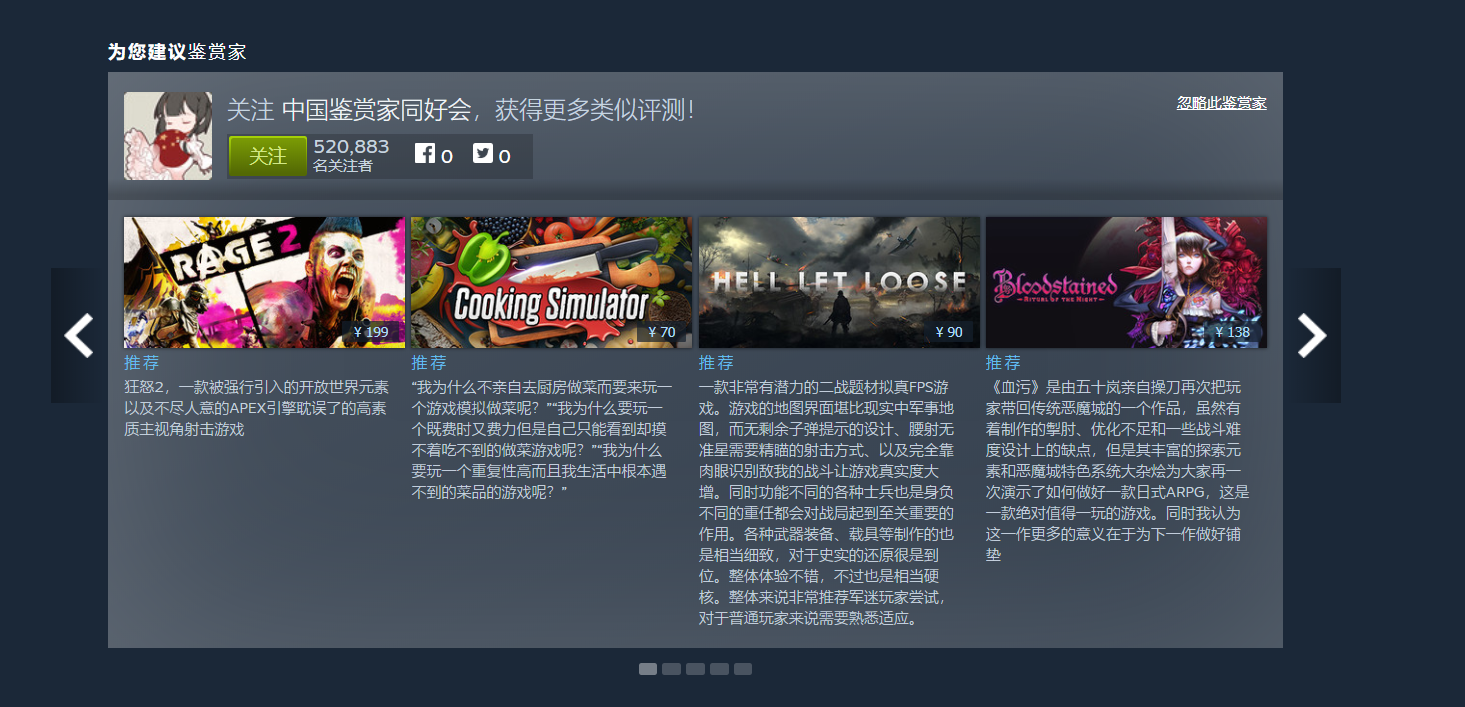 为您建议鉴赏家
关注 中国鉴赏家同好会，获得更多类似评测！
忽略此鉴赏家
关注
520,883
名关注者
0
0
RAGE 2
¥ 199
推荐
狂怒2，一款被强行引入的开放世界元素
以及不尽人意的APEX引擎耽误了的高素
质主视角射击游戏
Cooking Simulator
¥ 70
推荐
“我为什么不亲自去厨房做菜而要来玩一
个游戏模拟做菜呢？”“我为什么要玩一
个既费时又费力但是自己只能看到却摸
不着吃不到的做菜游戏呢？”“我为什么
要玩一个重复性高而且我生活中根本遇
不到的菜品的游戏呢？”
HELL LET LOOSE
¥ 90
推荐
一款非常有潜力的二战题材拟真FPS游
戏。游戏的地图界面堪比现实中军事地
图，而无剩余子弹提示的设计、腰射无
准星需要精瞄的射击方式、以及完全靠
肉眼识别敌我的战斗让游戏真实度大
增。同时功能不同的各种士兵也是身负
不同的重任都会对战局起到至关重要的
作用。各种武器装备、载具等制作的也
是相当细致，对于史实的还原很是到
位。整体体验不错，不过也是相当硬
核。整体来说非常推荐军迷玩家尝试，
对于普通玩家来说需要熟悉适应。
Bloodstained
RITUAL OF THE NIGHT
¥ 138
推荐
《血污》是由五十岚亲自操刀再次把玩
家带回传统恶魔城的一个作品，虽然有
着制作的掣肘、优化不足和一些战斗难
度设计上的缺点，但是其丰富的探索元
素和恶魔城特色系统大杂烩为大家再一
次演示了如何做好一款日式ARPG，这是
一款绝对值得一玩的游戏。同时我认为
这一作更多的意义在于为下一作做好铺
垫